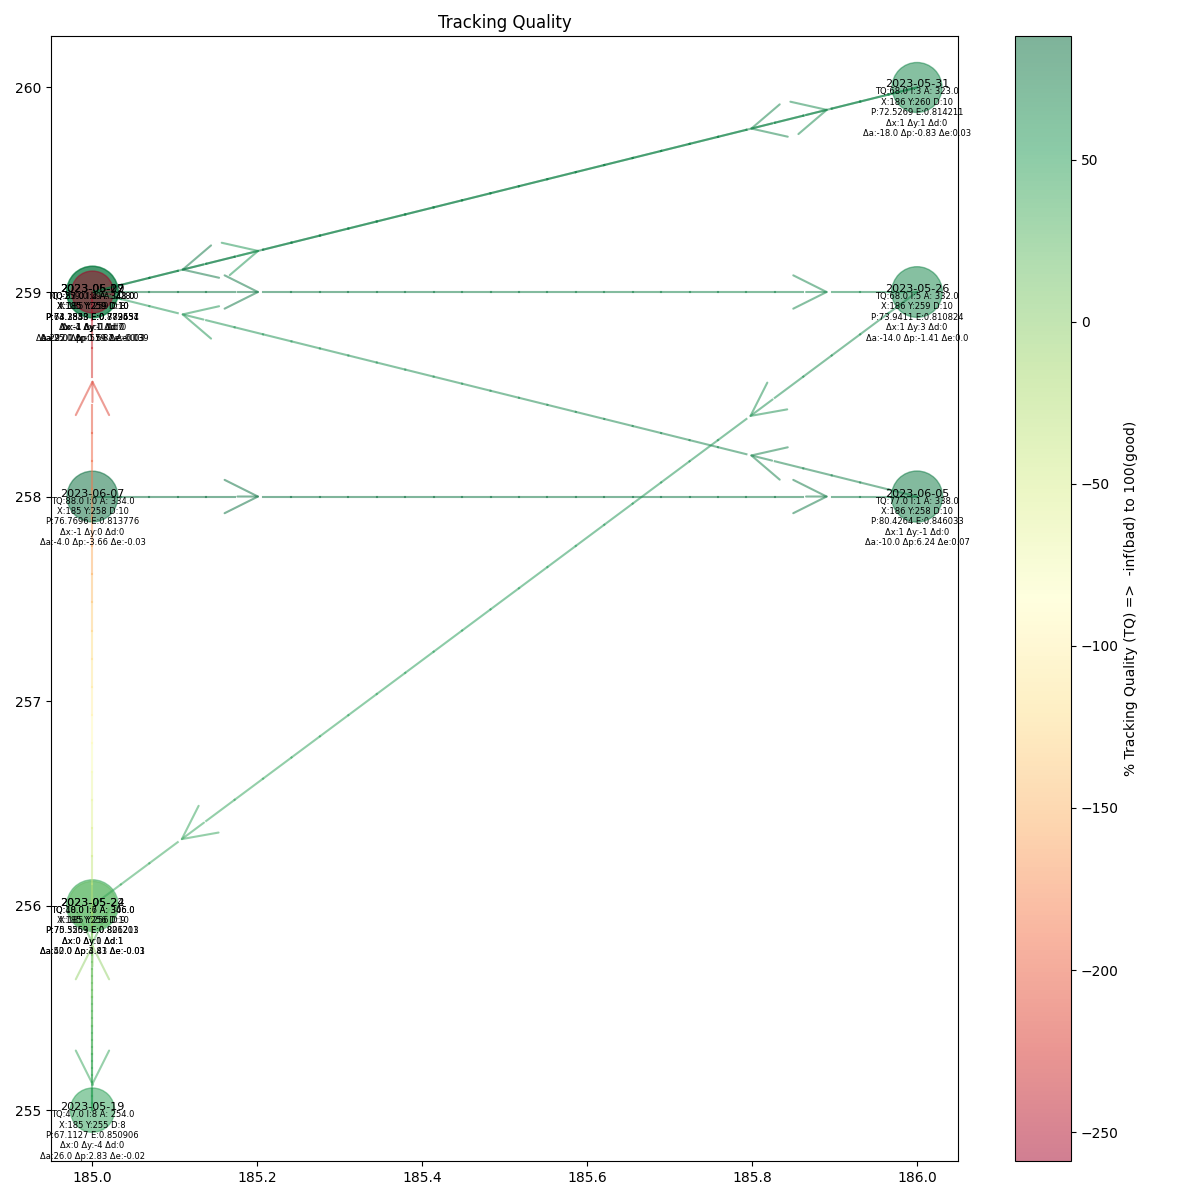 Tracking Quality
260
259
258
257
256
255
185.0
185.2
185.4
185.6
185.8
186.0
2023-05-31
TQ:68.0 I:3 A: 323.0
X:186 Y:260 D:10
P:72.5269 E:0.814211
Δx:1 Δy:1 Δd:0
Δa:-18.0 Δp:-0.83 Δe:0.03
2023-05-26
TQ:68.0 I:5 A: 332.0
X:186 Y:259 D:10
P:73.9411 E:0.810824
Δx:1 Δy:3 Δd:0
Δa:-14.0 Δp:-1.41 Δe:0.0
2023-06-07
TQ:88.0 I:0 A: 334.0
X:185 Y:258 D:10
P:76.7696 E:0.813776
Δx:-1 Δy:0 Δd:0
Δa:-4.0 Δp:-3.66 Δe:-0.03
2023-06-05
TQ:77.0 I:1 A: 338.0
X:186 Y:258 D:10
P:80.4264 E:0.846033
Δx:1 Δy:-1 Δd:0
Δa:-10.0 Δp:6.24 Δe:0.07
2023-05-19
TQ:47.0 I:8 A: 254.0
X:185 Y:255 D:8
P:67.1127 E:0.850906
Δx:0 Δy:-4 Δd:0
Δa:26.0 Δp:2.83 Δe:-0.02
50
0
−50
−100
−150
−200
−250
% Tracking Quality (TQ) => -inf(bad) to 100(good)